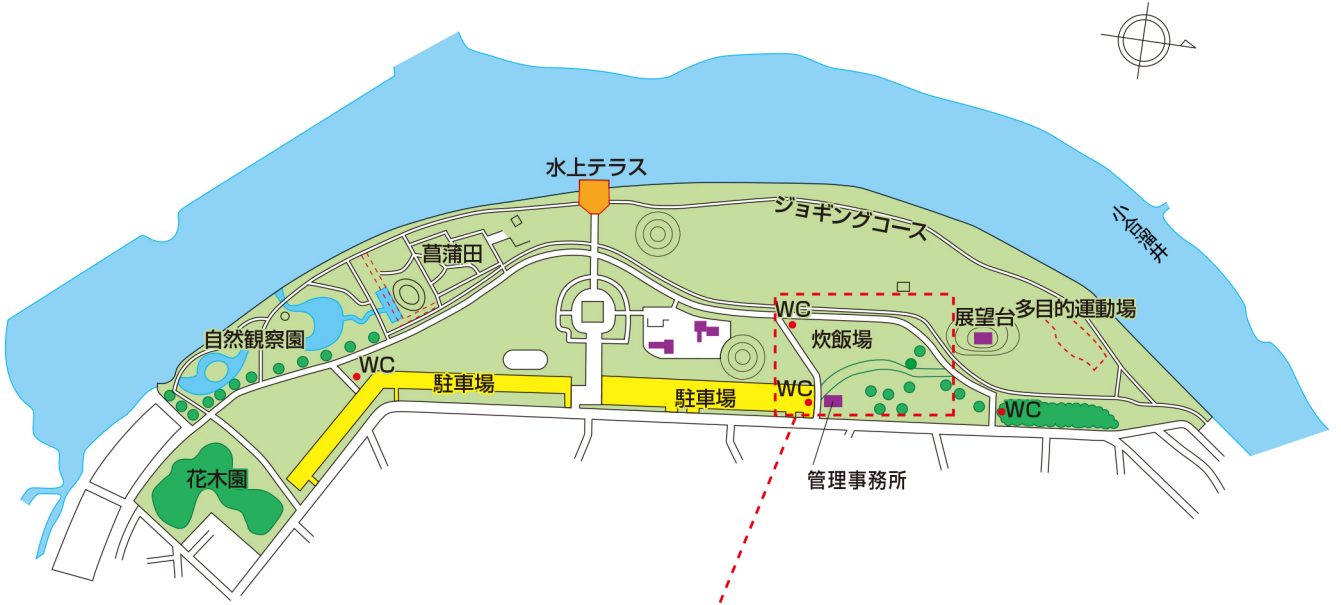 水上テラス
ジョギングコース
小合溜井
菖蒲田
自然観察園
WC
炊飯場
展望台
多目的運動場
WC
駐車場
駐車場
WC
WC
花木園
管理事務所